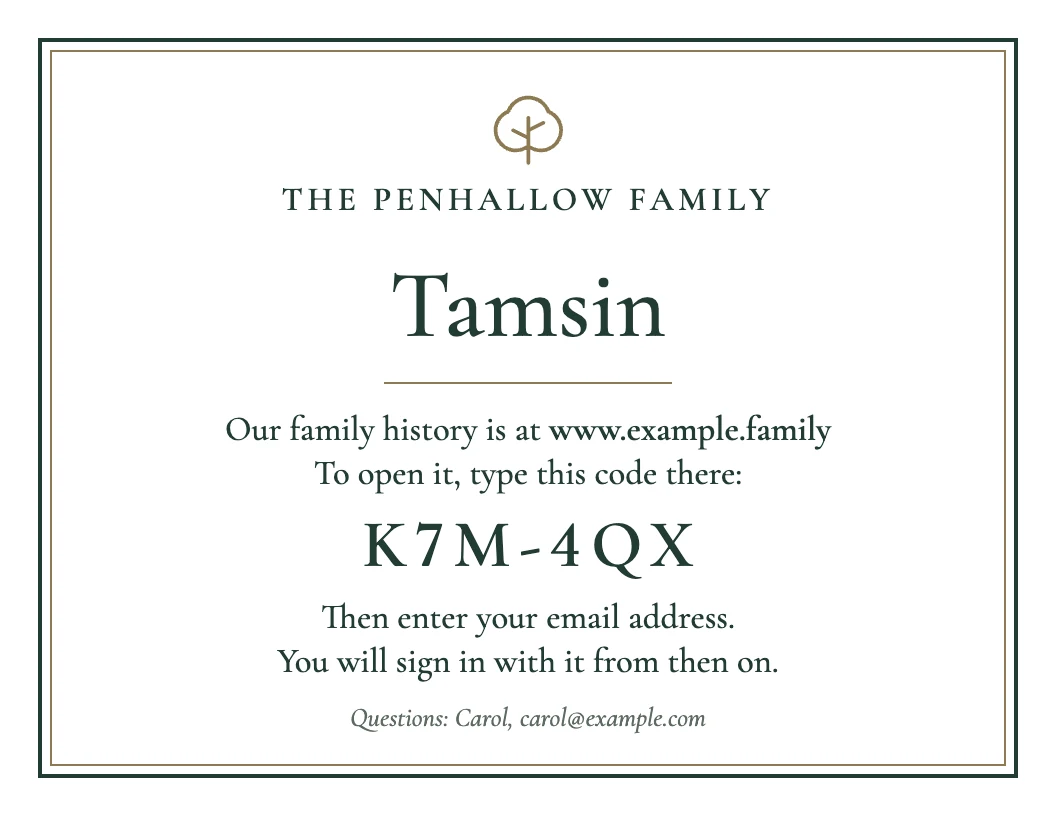 THE PENHALLOW FAMILY
Tamsin
Our family history is at www.example.family
To open it, type this code there:
K7M-4QX
Then enter your email address.
You will sign in with it from then on.
Questions: Carol, carol@example.com